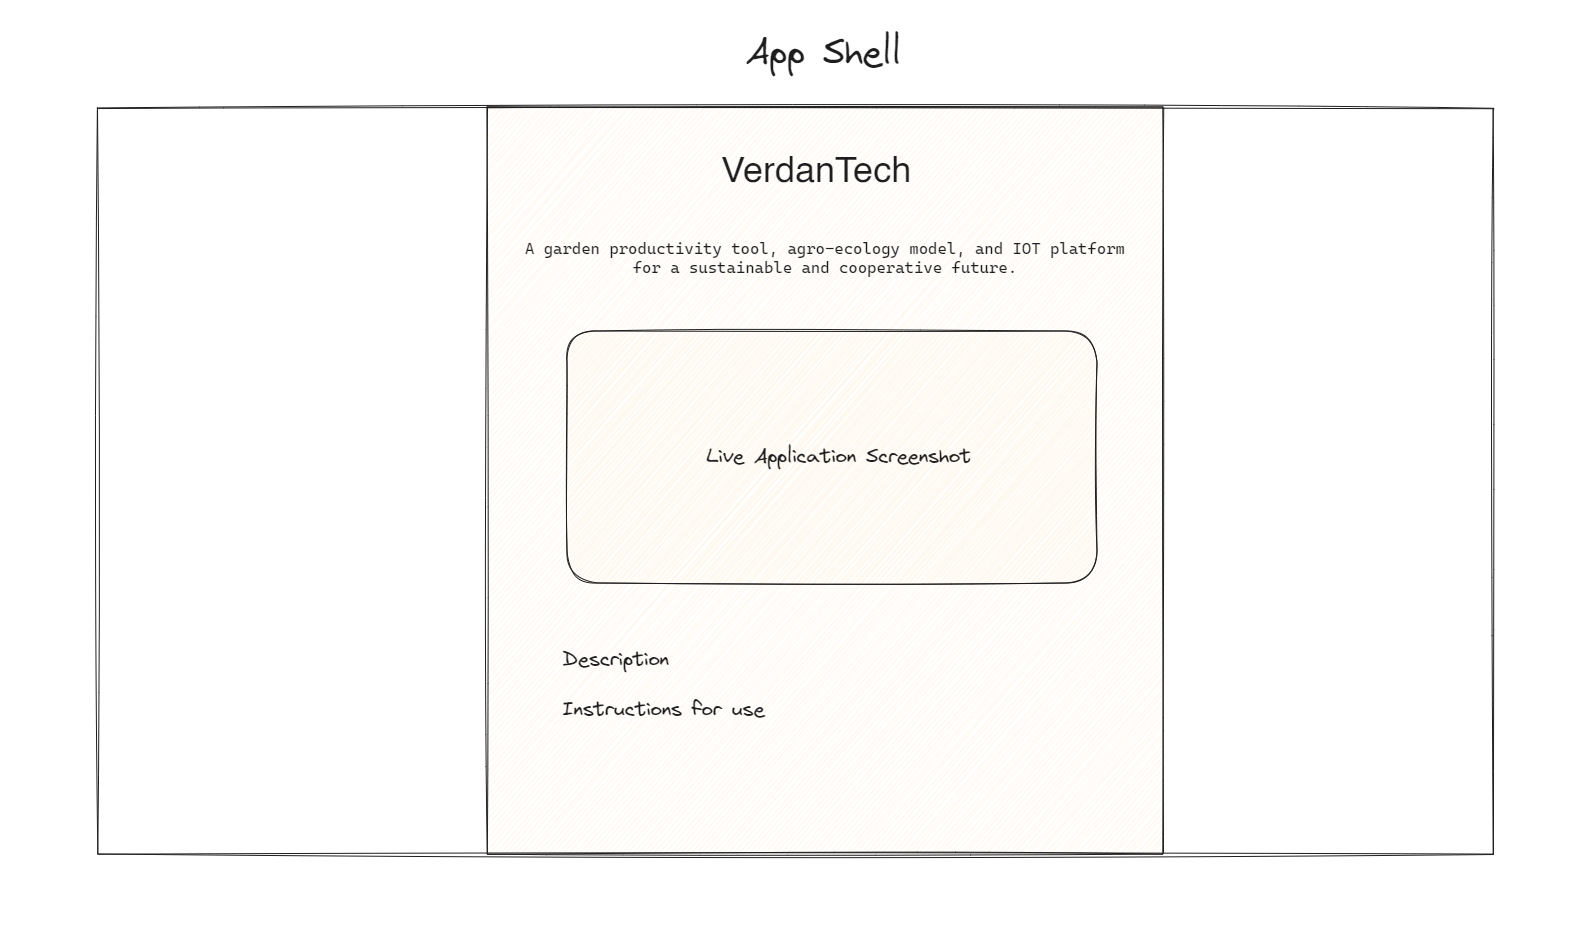 App Shell
VerdanTech
A garden productivity tool, agro-ecology model, and IOT platform
for a sustainable and cooperative future.
Live Application Screenshot
Description
Instructions for use